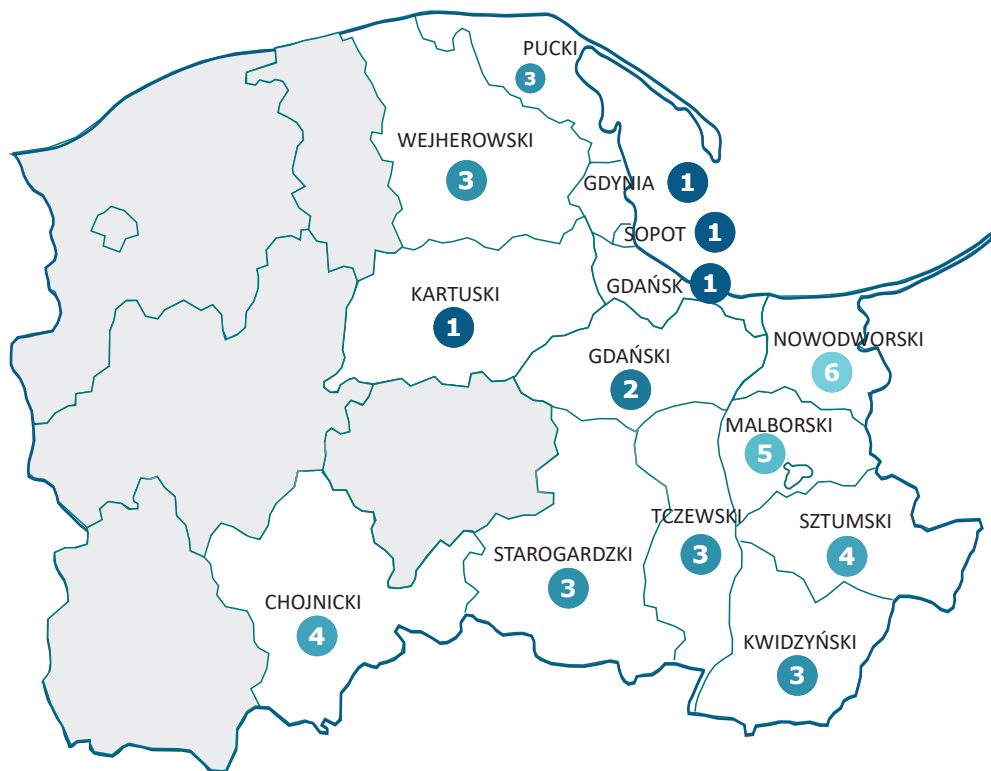 PUCKI
3
WEJHEROWSKI
3
GDYNIA 1
SOPOT 1
GDAŃSK 1
KARTUSKI
1
NOWODWORSKI
6
GDAŃSKI
2
MALBORSKI
5
TCZEWSKI
3
SZTUMSKI
4
STAROGARDZKI
3
CHOJNICKI
4
KWIDZYŃSKI
3